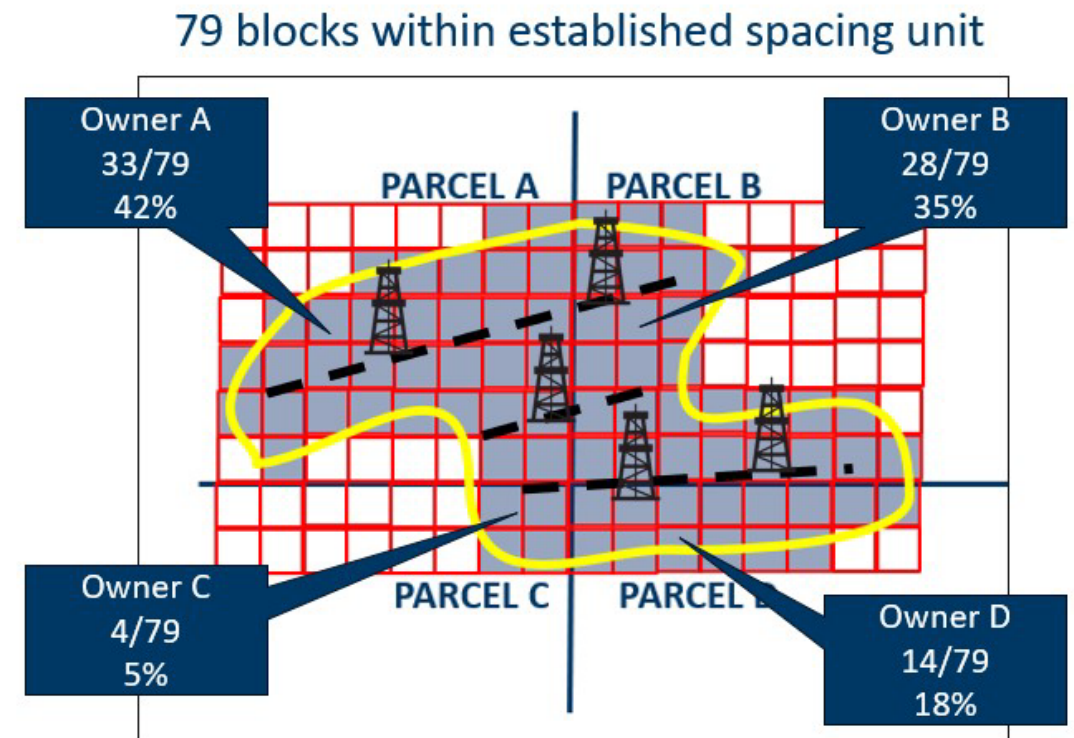 79 blocks within established spacing unit
Owner A
33/79
42%
Owner B
28/79
35%
PARCEL A
PARCEL B
Owner C
4/79
5%
PARCEL C
PARCEL D
Owner D
14/79
18%